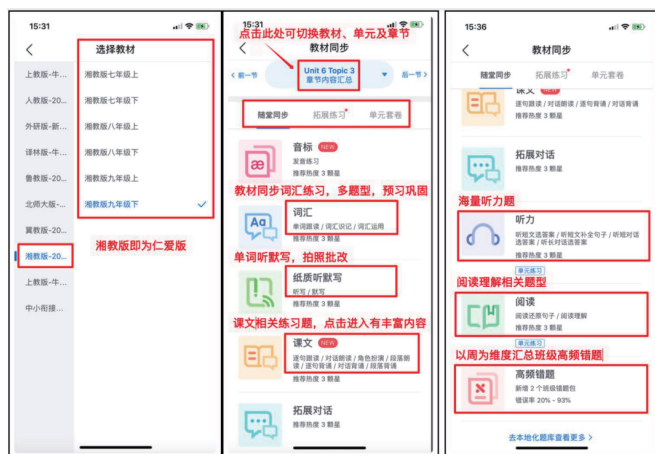 15:31
选择教材
上教版-牛...
人教版-20...
外研版-新...
译林版-牛...
鲁教版-20...
北师大版-...
冀教版-20...
湘教版-20...
上教版-牛...
中小衔接...
湘教版七年级上
湘教版七年级下
湘教版八年级上
湘教版八年级下
湘教版九年级上
湘教版九年级下
湘教版即为仁爱版
15:31
点击此处可切换教材、单元及章节
教材同步
前一节
Unit 6 Topic 3
章节内容汇总
后一节
随堂同步
拓展练习
单元套卷
音标 NEW
发音练习
推荐热度 3 颗星
教材同步词汇练习，多题型，预习巩固
词汇
单词跟读 / 词汇识记 / 词汇运用
推荐热度 3 颗星
单词听默写，拍照批改
纸质听默写
听写 / 默写
推荐热度 3 颗星
课文相关练习题，点击进入有丰富内容
课文 NEW
逐句跟读 / 对话朗读 / 角色扮演 / 段落朗
读 / 逐句背诵 / 对话背诵 / 段落背诵
推荐热度 3 颗星
拓展对话
推荐热度 3 颗星
15:36
教材同步
随堂同步
拓展练习
单元套卷
课文 NEW
逐句跟读 / 对话朗读 / 逐句背诵 / 对话背诵
推荐热度 3 颗星
拓展对话
推荐热度 3 颗星
海量听力题
听力
听短文选答案 / 听短文补全句子 / 听短对话
选答案 / 听长对话选答案
推荐热度 3 颗星
单元练习
阅读理解相关题型
阅读
阅读还原句子 / 阅读理解
推荐热度 3 颗星
单元练习
以周为维度汇总班级高频错题
高频错题
新增 2 个班级错题包
错误率 20% - 93%
去本地化题库查看更多